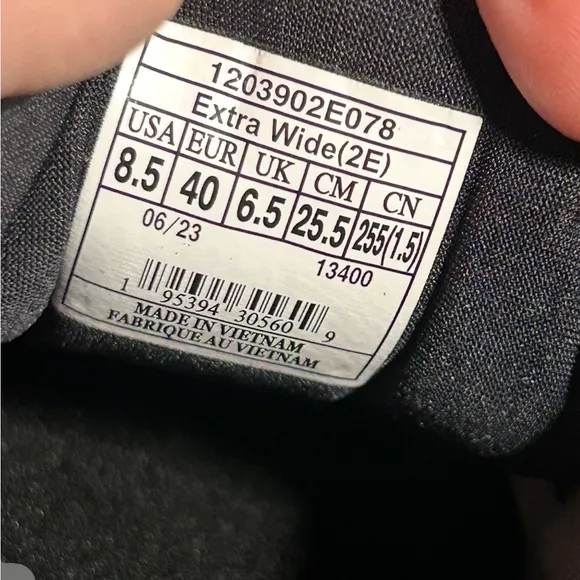 1203902E078
Extra Wide(2E)
USA EUR UK CM CN
8.5 40 6.5 25.5 255(1.5)
06/23 13400
1 95394 30560 9
MADE IN VIETNAM
FABRIQUE AU VIETNAM